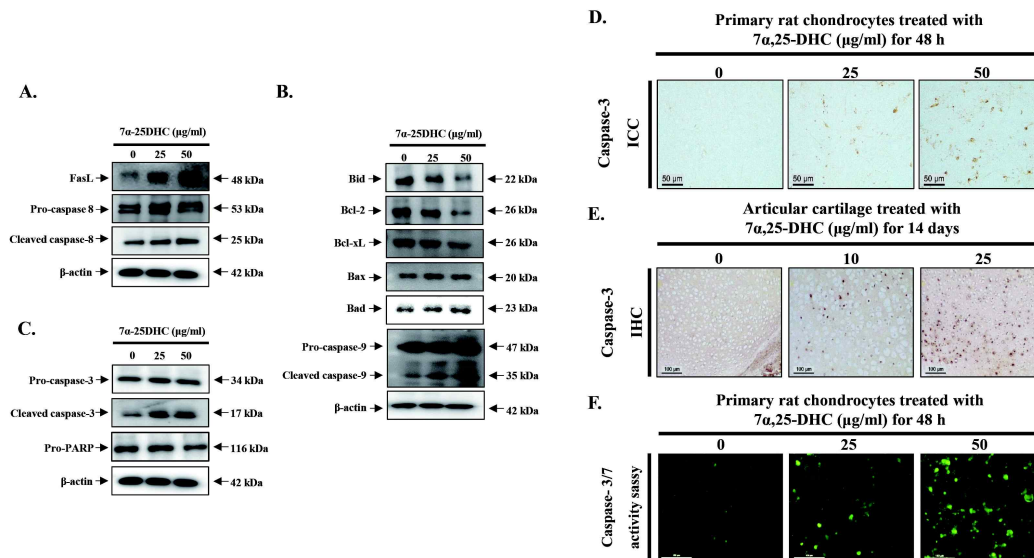 A.
7α-25DHC (μg/ml)
0 25 50
FasL 48 kDa
Pro-caspase 8 53 kDa
Cleaved caspase-8 25 kDa
β-actin 42 kDa
B.
7α-25DHC (μg/ml)
0 25 50
Bid 22 kDa
Bcl-2 26 kDa
Bcl-xL 26 kDa
Bax 20 kDa
Bad 23 kDa
Pro-caspase-9 47 kDa
Cleaved caspase-9 35 kDa
β-actin 42 kDa
C.
7α-25DHC (μg/ml)
0 25 50
Pro-caspase-3 34 kDa
Cleaved caspase-3 17 kDa
Pro-PARP 116 kDa
β-actin 42 kDa
D.
Primary rat chondrocytes treated with
7α,25-DHC (μg/ml) for 48 h
0 25 50
Caspase-3
ICC
50 μm 50 μm 50 μm
E.
Articular cartilage treated with
7α,25-DHC (μg/ml) for 14 days
0 10 25
Caspase-3
IHC
100 μm 100 μm 100 μm
F.
Primary rat chondrocytes treated with
7α,25-DHC (μg/ml) for 48 h
0 25 50
Caspase- 3/7
activity sassy